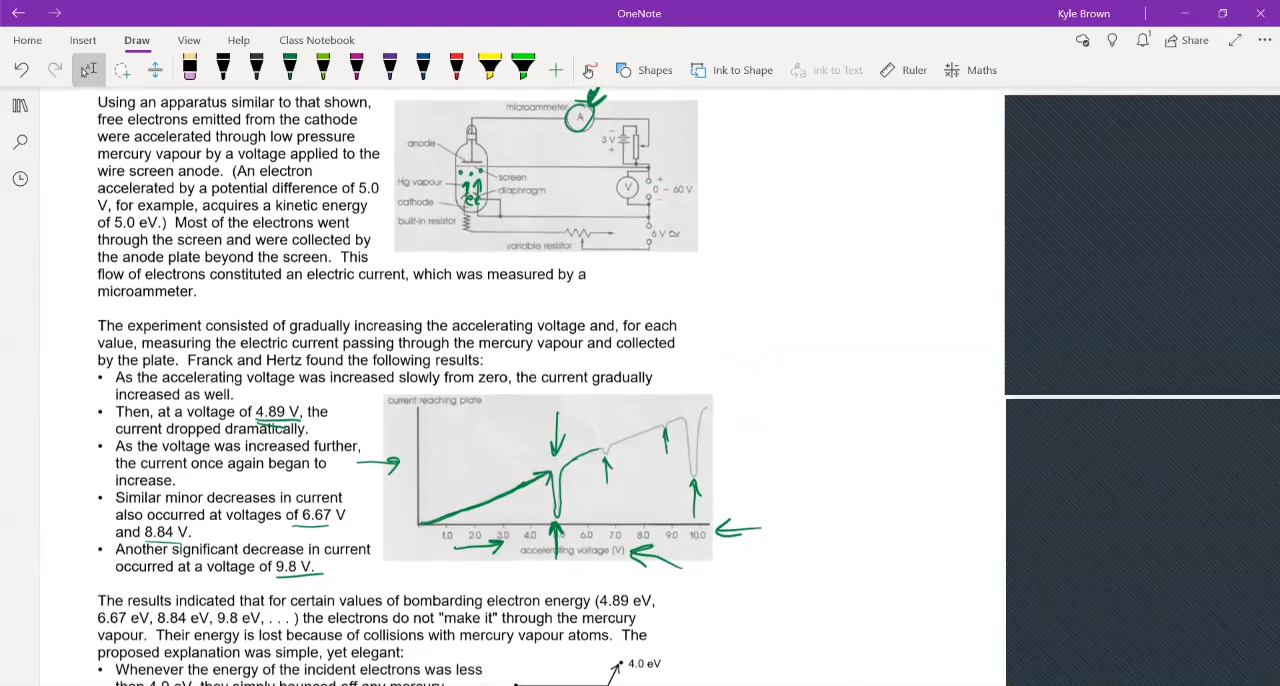 OneNote
Kyle Brown
Home Insert Draw View Help Class Notebook
Share
Shapes Ink to Shape Ink to Text Ruler Maths
Using an apparatus similar to that shown,
free electrons emitted from the cathode
were accelerated through low pressure
mercury vapour by a voltage applied to the
wire screen anode. (An electron
accelerated by a potential difference of 5.0
V, for example, acquires a kinetic energy
of 5.0 eV.) Most of the electrons went
through the screen and were collected by
the anode plate beyond the screen. This
flow of electrons constituted an electric current, which was measured by a
microammeter.
microammeter
A
anode
3 V
screen
Hg vapour
diaphragm
V
0 - 60 V
cathode
built-in resistor
6 V
variable resistor
The experiment consisted of gradually increasing the accelerating voltage and, for each
value, measuring the electric current passing through the mercury vapour and collected
by the plate. Franck and Hertz found the following results:
• As the accelerating voltage was increased slowly from zero, the current gradually
increased as well.
• Then, at a voltage of 4.89 V, the
current dropped dramatically.
• As the voltage was increased further,
the current once again began to
increase.
• Similar minor decreases in current
also occurred at voltages of 6.67 V
and 8.84 V.
• Another significant decrease in current
occurred at a voltage of 9.8 V.
current reaching plate
1.0 2.0 3.0 4.0 6.0 7.0 8.0 9.0 10.0
accelerating voltage (V)
The results indicated that for certain values of bombarding electron energy (4.89 eV,
6.67 eV, 8.84 eV, 9.8 eV, . . . ) the electrons do not "make it" through the mercury
vapour. Their energy is lost because of collisions with mercury vapour atoms. The
proposed explanation was simple, yet elegant:
• Whenever the energy of the incident electrons was less
than 4.9 eV, they simply bounced off any mercury
4.0 eV